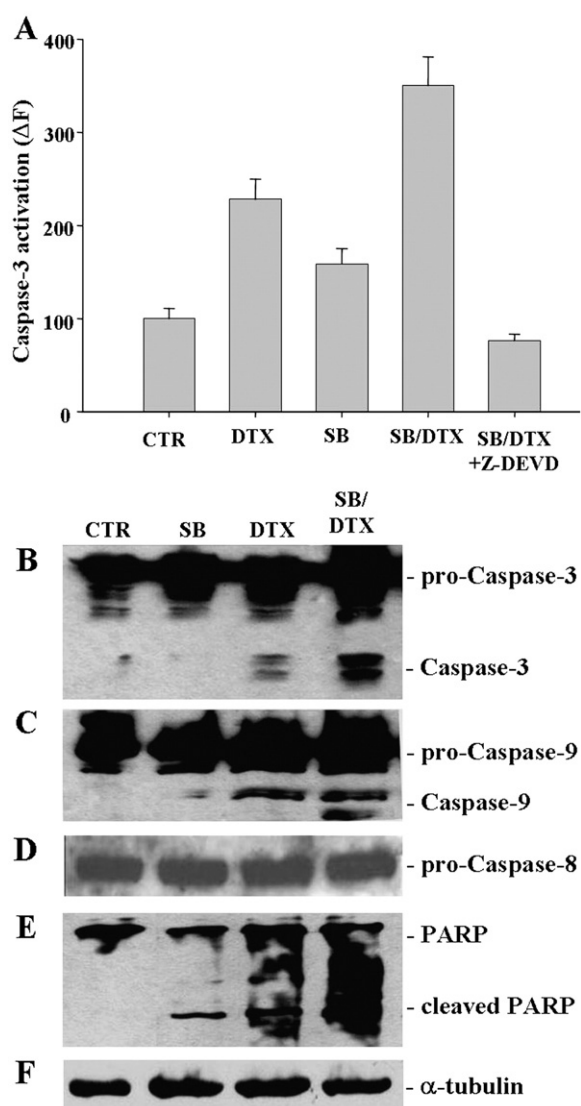 A
Caspase-3 activation (ΔF)
400
300
200
100
0
CTR
DTX
SB
SB/DTX
SB/DTX
+Z-DEVD
CTR
SB
DTX
SB/
DTX
B
- pro-Caspase-3
- Caspase-3
C
- pro-Caspase-9
- Caspase-9
D
- pro-Caspase-8
E
- PARP
- cleaved PARP
F
- α-tubulin